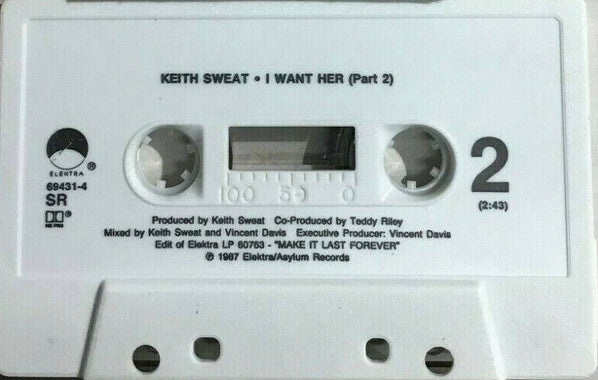 KEITH SWEAT • I WANT HER (Part 2)
ELEKTRA ®
69431-4
SR
2
(2:43)
100 50 0
Produced by Keith Sweat Co-Produced by Teddy Riley
Mixed by Keith Sweat and Vincent Davis Executive Producer: Vincent Davis
Edit of Elektra LP 60763 - "MAKE IT LAST FOREVER"
℗ 1987 Elektra/Asylum Records